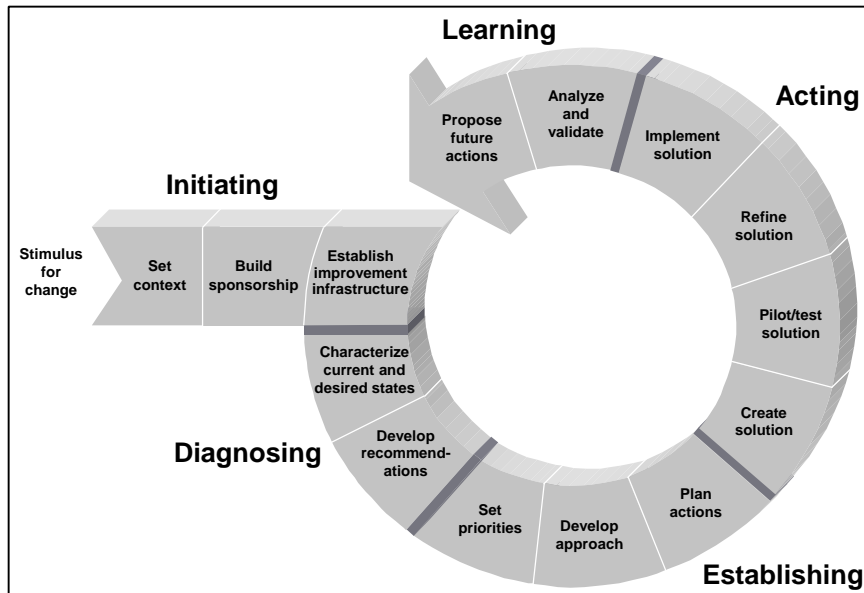 Learning
Acting
Initiating
Diagnosing
Establishing
Stimulus
for
change
Set
context
Build
sponsorship
Establish
improvement
infrastructure
Characterize
current and
desired states
Develop
recommend-
ations
Set
priorities
Develop
approach
Plan
actions
Create
solution
Pilot/test
solution
Refine
solution
Implement
solution
Analyze
and
validate
Propose
future
actions